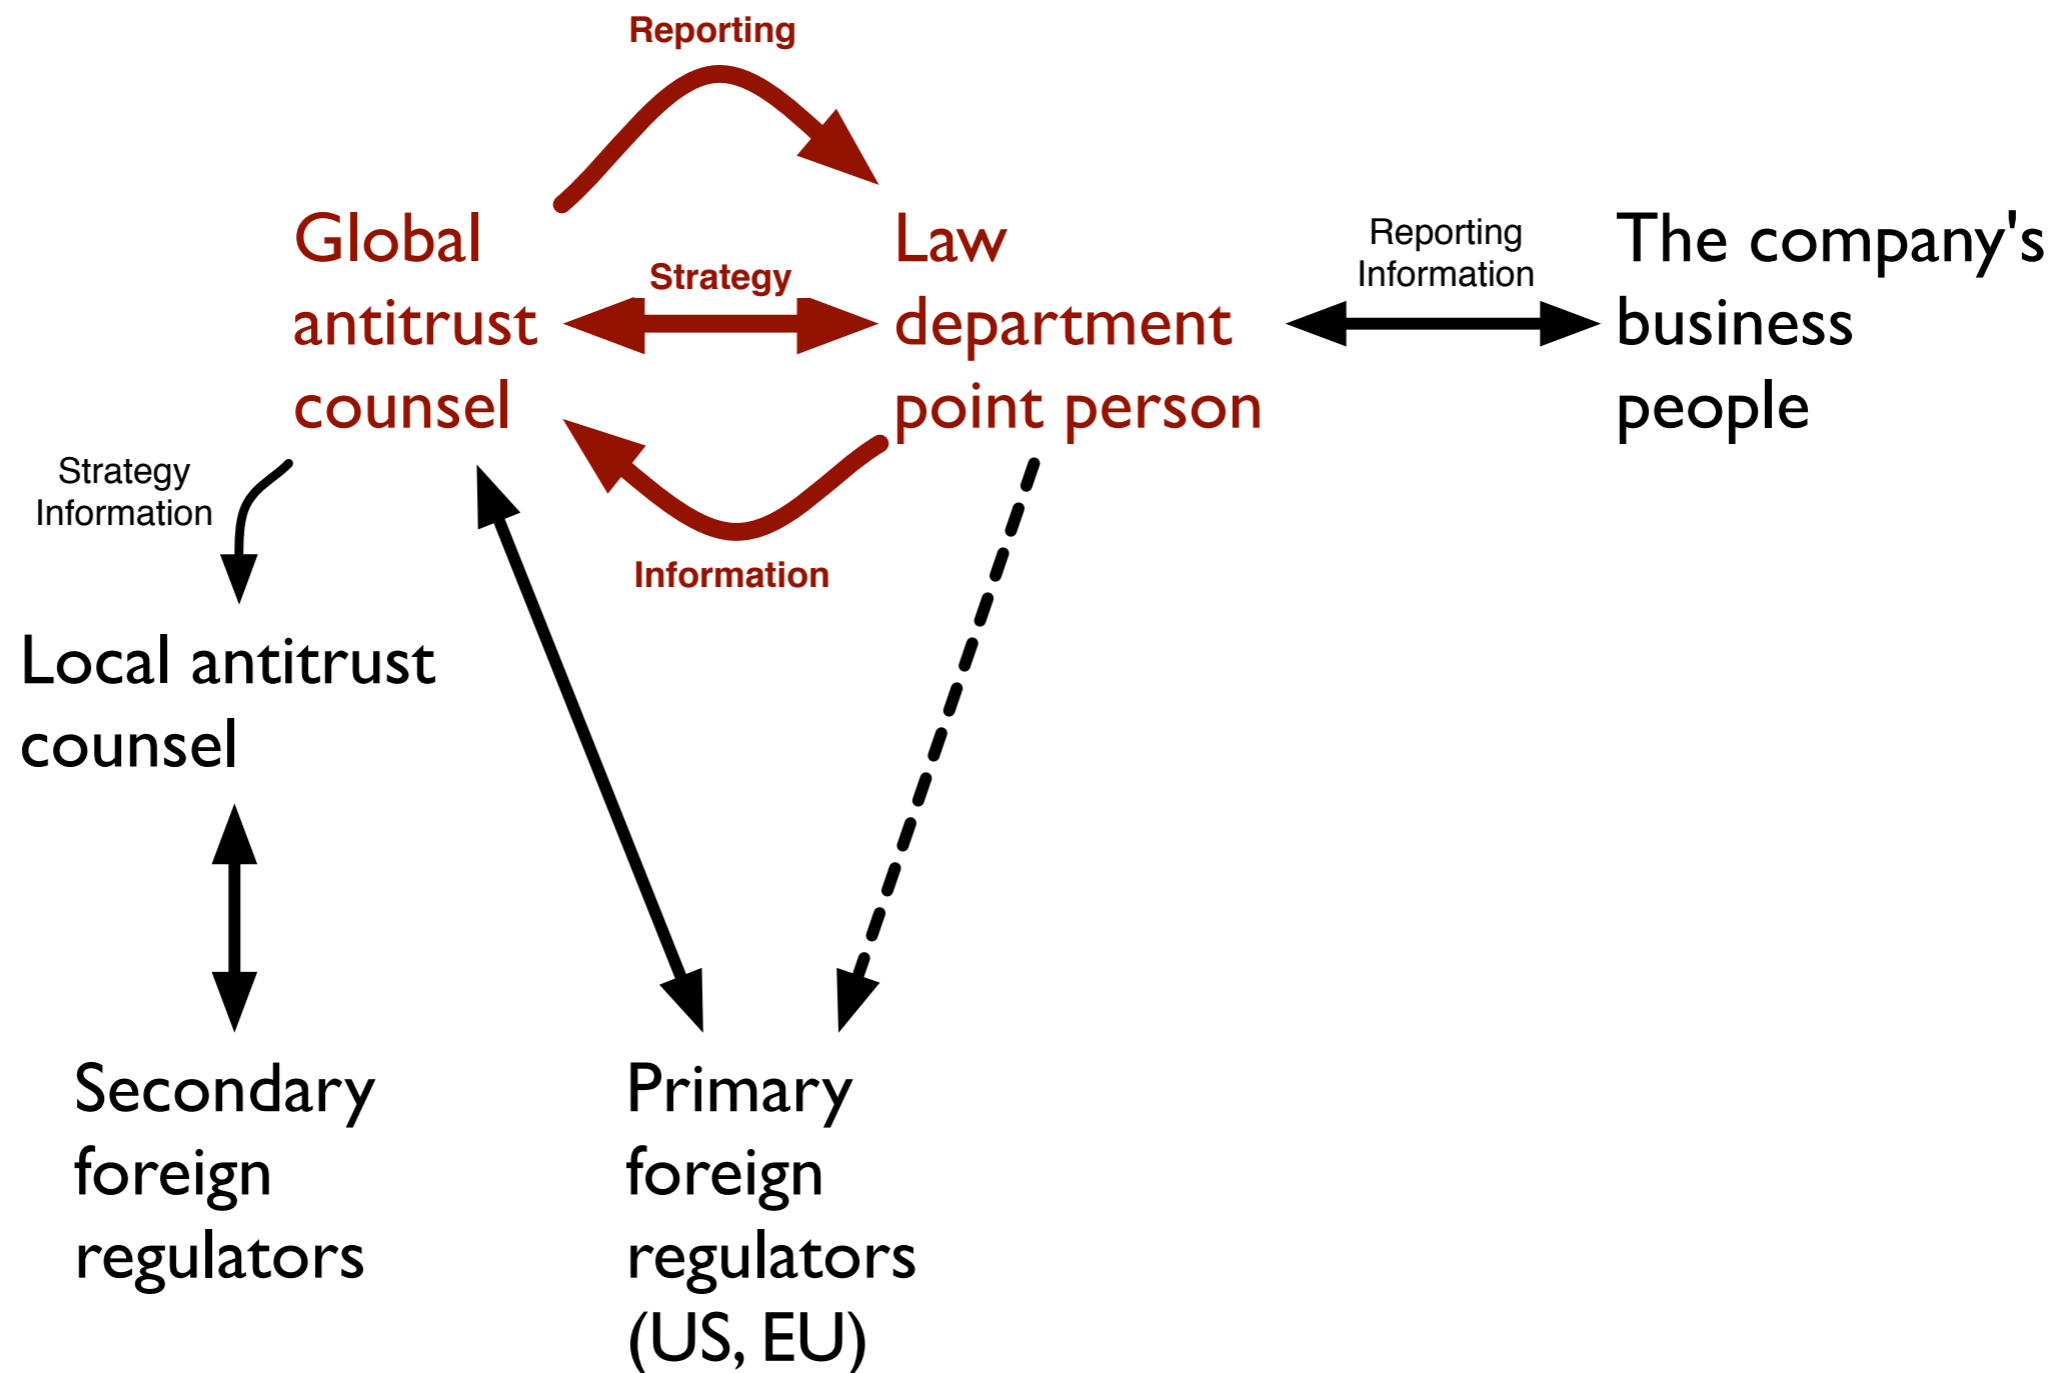 Reporting
Global
antitrust
counsel
Strategy
Law
department
point person
Reporting
Information
The company's
business
people
Strategy
Information
Information
Local antitrust
counsel
Secondary
foreign
regulators
Primary
foreign
regulators
(US, EU)